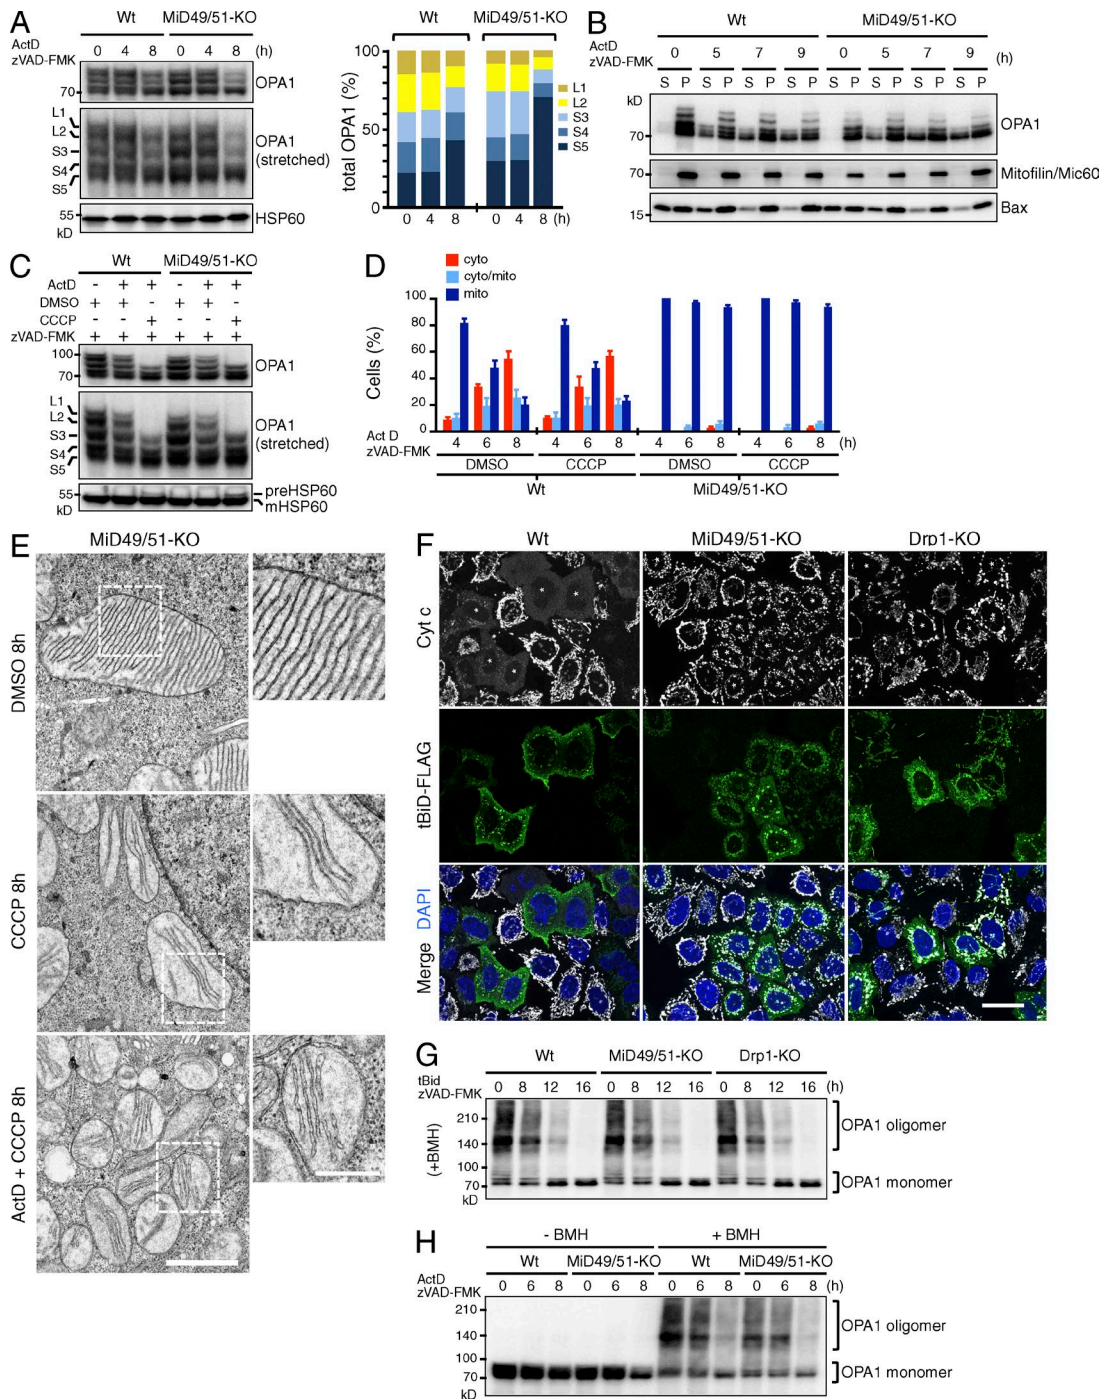 A
Wt MiD49/51-KO
ActD
zVAD-FMK
0 4 8 0 4 8 (h)
OPA1
70
L1
L2
S3
S4
S5
OPA1
(stretched)
55
kD
HSP60
Wt MiD49/51-KO
total OPA1 (%)
100
50
0
L1
L2
S3
S4
S5
0 4 8 0 4 8 (h)
B
Wt MiD49/51-KO
ActD
zVAD-FMK
0 5 7 9 0 5 7 9 (h)
S P S P S P S P S P S P S P S P
kD
70
OPA1
70
Mitofilin/Mic60
15
Bax
C
Wt MiD49/51-KO
- + + - + + ActD
+ + - + + - DMSO
- - + - - + CCCP
zVAD-FMK + + + + + +
100
70
OPA1
L1
L2
S3
S4
S5
OPA1
(stretched)
55
kD
preHSP60
mHSP60
D
cyto
cyto/mito
mito
Cells (%)
100
80
60
40
20
0
Act D
zVAD-FMK
4 6 8 4 6 8 4 6 8 4 6 8 (h)
DMSO CCCP DMSO CCCP
Wt MiD49/51-KO
E
MiD49/51-KO
DMSO 8h
CCCP 8h
ActD + CCCP 8h
F
Wt MiD49/51-KO Drp1-KO
Cyt c
tBiD-FLAG
Merge DAPI
G
Wt MiD49/51-KO Drp1-KO
tBid
zVAD-FMK
0 8 12 16 0 8 12 16 0 8 12 16 (h)
(+BMH)
210
140
100
70
kD
OPA1 oligomer
OPA1 monomer
H
- BMH + BMH
Wt MiD49/51-KO Wt MiD49/51-KO
ActD
zVAD-FMK
0 6 8 0 6 8 0 6 8 0 6 8 (h)
210
140
100
70
kD
OPA1 oligomer
OPA1 monomer